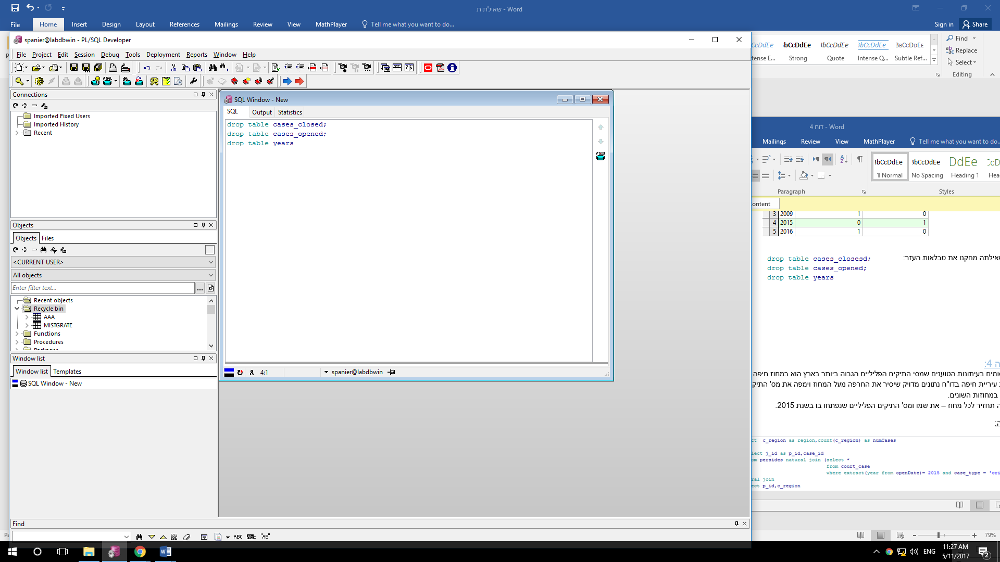 שאילתות - Word
File Home Insert Design Layout References Mailings Review View MathPlayer Tell me what you want to do...
Sign in Share
spanier@labdbwin - PL/SQL Developer
File Project Edit Session Debug Tools Deployment Reports Window Help
Connections
Imported Fixed Users
Imported History
Recent
Objects
Objects Files
<CURRENT USER>
All objects
Enter filter text...
Recent objects
Recycle bin
AAA
MISTGRATE
Functions
Procedures
Packages
Window list
Window list Templates
SQL Window - New
SQL Window - New
SQL Output Statistics
drop table cases_closed;
drop table cases_opened;
drop table years
& 4:1 spanier@labdbwin
Find
ABC "AB"
CcDdEe bCcDdEe bCcDdEe bCcDdEe BbCcDdEe
tense E... Strong Quote Intense Q... Subtle Ref...
Find
Replace
Select
Editing
דוח 4 - Word
Mailings Review View MathPlayer Tell me what you want to do...
bCcDdEe bCcDdEe DdEe CcD
¶ Normal No Spacing Heading 1 Hea
Paragraph Styles
ontent
3 2009 1 0
4 2015 0 1
5 2016 1 0
שאילתה מחקנו את טבלאות העזר:
drop table cases_closesd;
drop table cases_opened;
drop table years
ה 4:
ומים בעיתונות הטוענים שמסי התיקים הפליליים הגבוה ביותר בארץ הוא במחוז חיפה
עיריית חיפה בדו"ח נתונים מדויק שיסיר את החרפה מעל המחוז וימפה את מס' התיק
במחוזות השונים.
ה תחזיר לכל מחוז – את שמו ומס' התיקים הפליליים שנפתחו בו בשנת 2015.
ה:
ct c_region as region,count(c_region) as numCases
lect j_id as p_id,case_id
om persides natural join (select *
from court_case
where extract(year from openDate)= 2015 and case_type = 'cri
ral join
ect p_id,c_region
79%
ENG
11:27 AM
5/11/2017
2